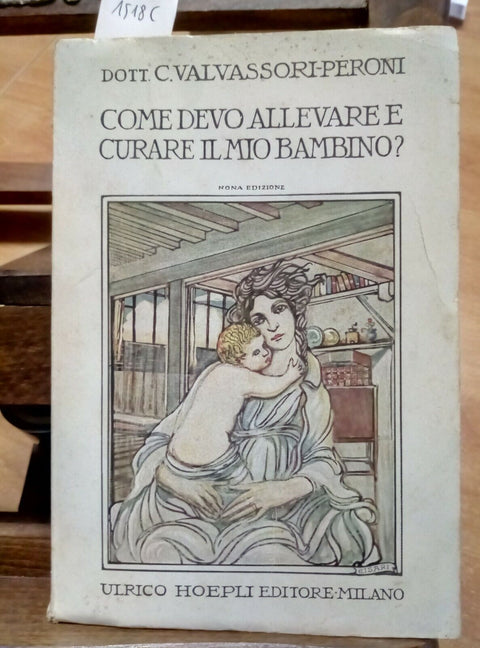 1518 C
DOTT. C. VALVASSORI-PERONI
COME DEVO ALLEVARE E
CURARE IL MIO BAMBINO?
NONA EDIZIONE
CISARI
ULRICO HOEPLI EDITORE·MILANO